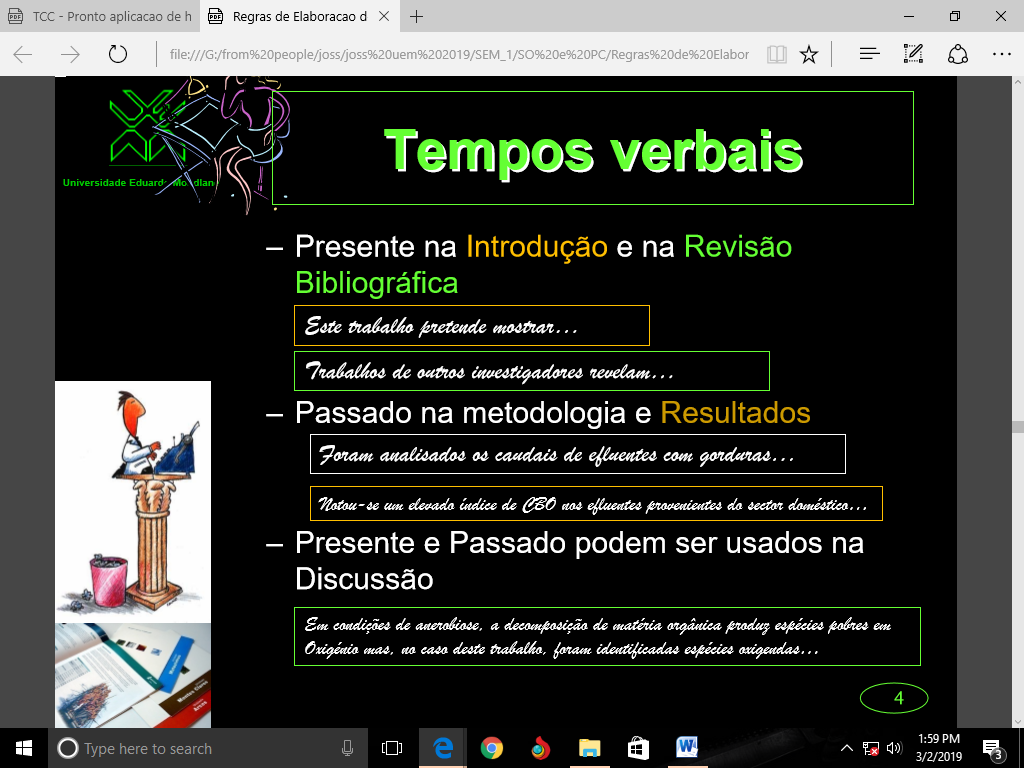 TCC - Pronto aplicacao de h
Regras de Elaboracao d
file:///G:/from%20people/joss/joss%20uem%202019/SEM_1/SO%20e%20PC/Regras%20de%20Elabor
Universidade Eduardo Mondlane
Tempos verbais
– Presente na Introdução e na Revisão
Bibliográfica
Este trabalho pretende mostrar...
Trabalhos de outros investigadores revelam...
– Passado na metodologia e Resultados
Foram analisados os caudais de efluentes com gorduras...
Notou-se um elevado índice de CBO nos efluentes provenientes do sector doméstico...
– Presente e Passado podem ser usados na
Discussão
Em condições de anerobiose, a decomposição de matéria orgânica produz espécies pobres em
Oxigénio mas, no caso deste trabalho, foram identificadas espécies oxigendas...
4
Type here to search
1:59 PM
3/2/2019
3